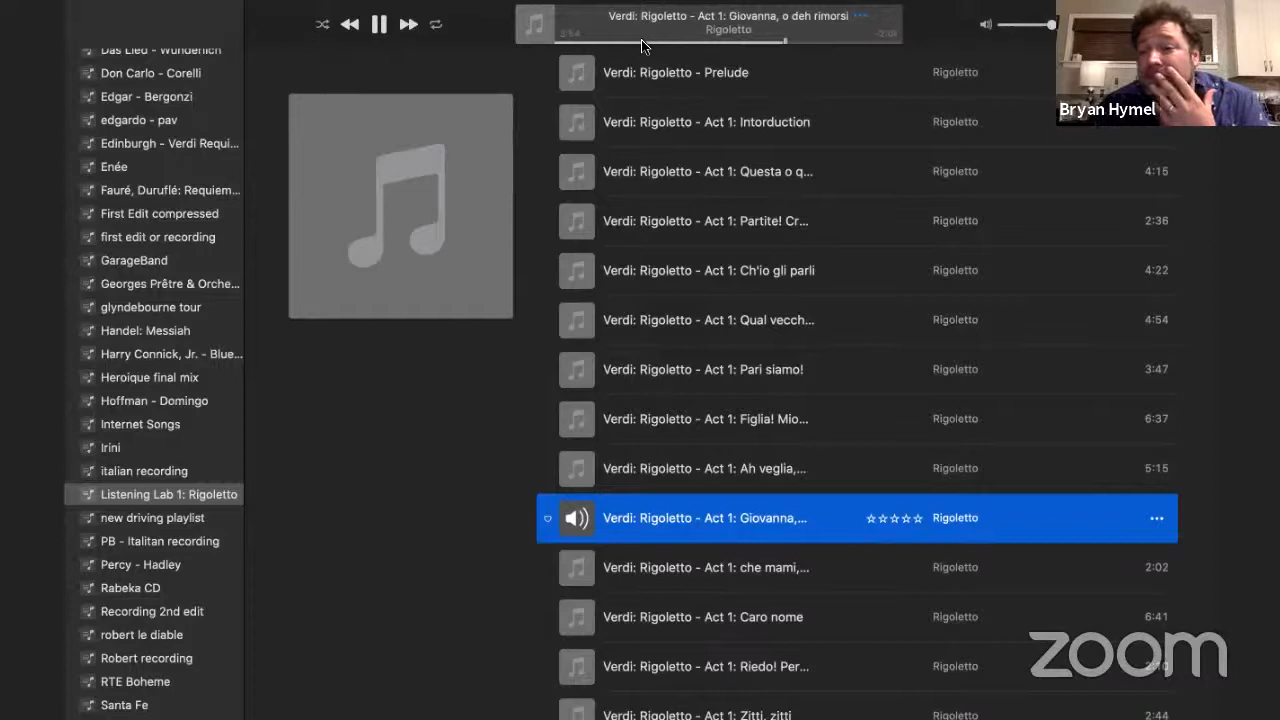 Verdi: Rigoletto - Act 1: Giovanna, o deh rimorsi
Rigoletto
3:54
Bryan Hymel
Das Lied - Wunderlich
Don Carlo - Corelli
Edgar - Bergonzi
edgardo - pav
Edinburgh - Verdi Requi...
Enée
Fauré, Duruflé: Requiem...
First Edit compressed
first edit or recording
GarageBand
Georges Prêtre & Orche...
glyndebourne tour
Handel: Messiah
Harry Connick, Jr. - Blue...
Heroique final mix
Hoffman - Domingo
Internet Songs
Irini
italian recording
Listening Lab 1: Rigoletto
new driving playlist
PB - Italitan recording
Percy - Hadley
Rabeka CD
Recording 2nd edit
robert le diable
Robert recording
RTE Boheme
Santa Fe
Verdi: Rigoletto - Prelude Rigoletto
Verdi: Rigoletto - Act 1: Intorduction Rigoletto
Verdi: Rigoletto - Act 1: Questa o q... Rigoletto 4:15
Verdi: Rigoletto - Act 1: Partite! Cr... Rigoletto 2:36
Verdi: Rigoletto - Act 1: Ch'io gli parli Rigoletto 4:22
Verdi: Rigoletto - Act 1: Qual vecch... Rigoletto 4:54
Verdi: Rigoletto - Act 1: Pari siamo! Rigoletto 3:47
Verdi: Rigoletto - Act 1: Figlia! Mio... Rigoletto 6:37
Verdi: Rigoletto - Act 1: Ah veglia,... Rigoletto 5:15
Verdi: Rigoletto - Act 1: Giovanna,... ☆☆☆☆☆ Rigoletto ...
Verdi: Rigoletto - Act 1: che mami,... Rigoletto 2:02
Verdi: Rigoletto - Act 1: Caro nome Rigoletto 6:41
Verdi: Rigoletto - Act 1: Riedo! Per... Rigoletto
Verdi: Rigoletto - Act 1: Zitti, zitti Rigoletto 2:44
zoom